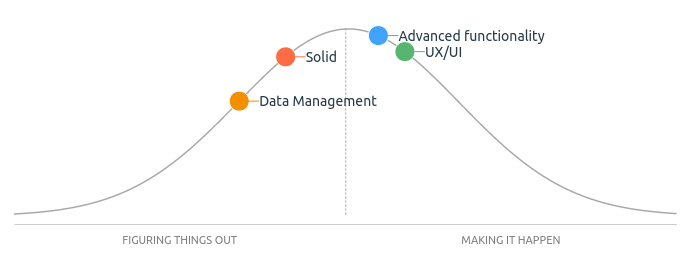 Advanced functionality
UX/UI
Solid
Data Management
FIGURING THINGS OUT
MAKING IT HAPPEN